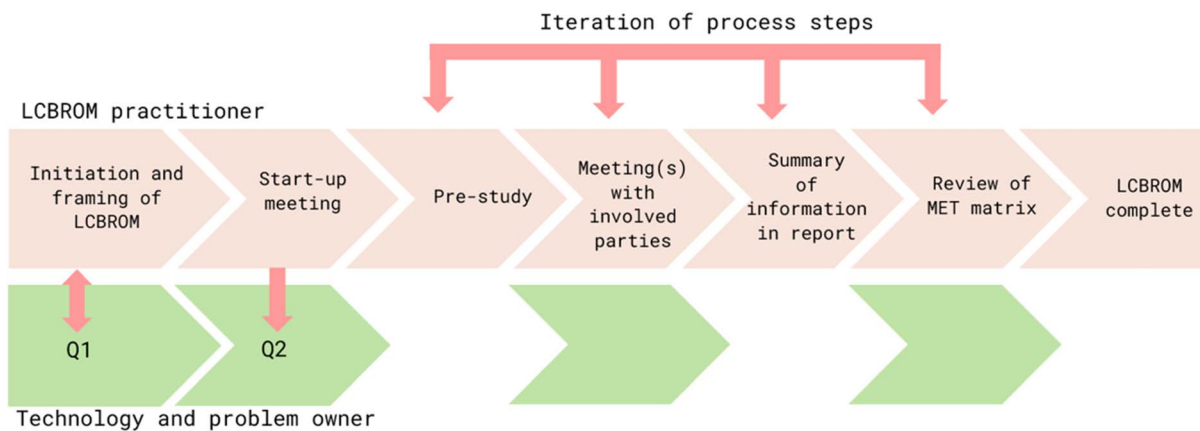 Iteration of process steps
LCBROM practitioner
Initiation and
framing of
LCBROM
Start-up
meeting
Pre-study
Meeting(s)
with
involved
parties
Summary
of
information
in report
Review of
MET matrix
LCBROM
complete
Q1
Q2
Technology and problem owner